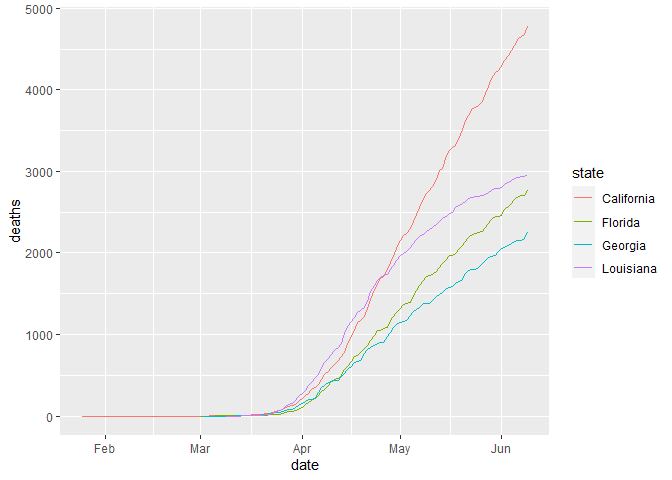 5000
4000
3000
2000
1000
0
deaths
Feb Mar Apr May Jun
date
state
California
Florida
Georgia
Louisiana